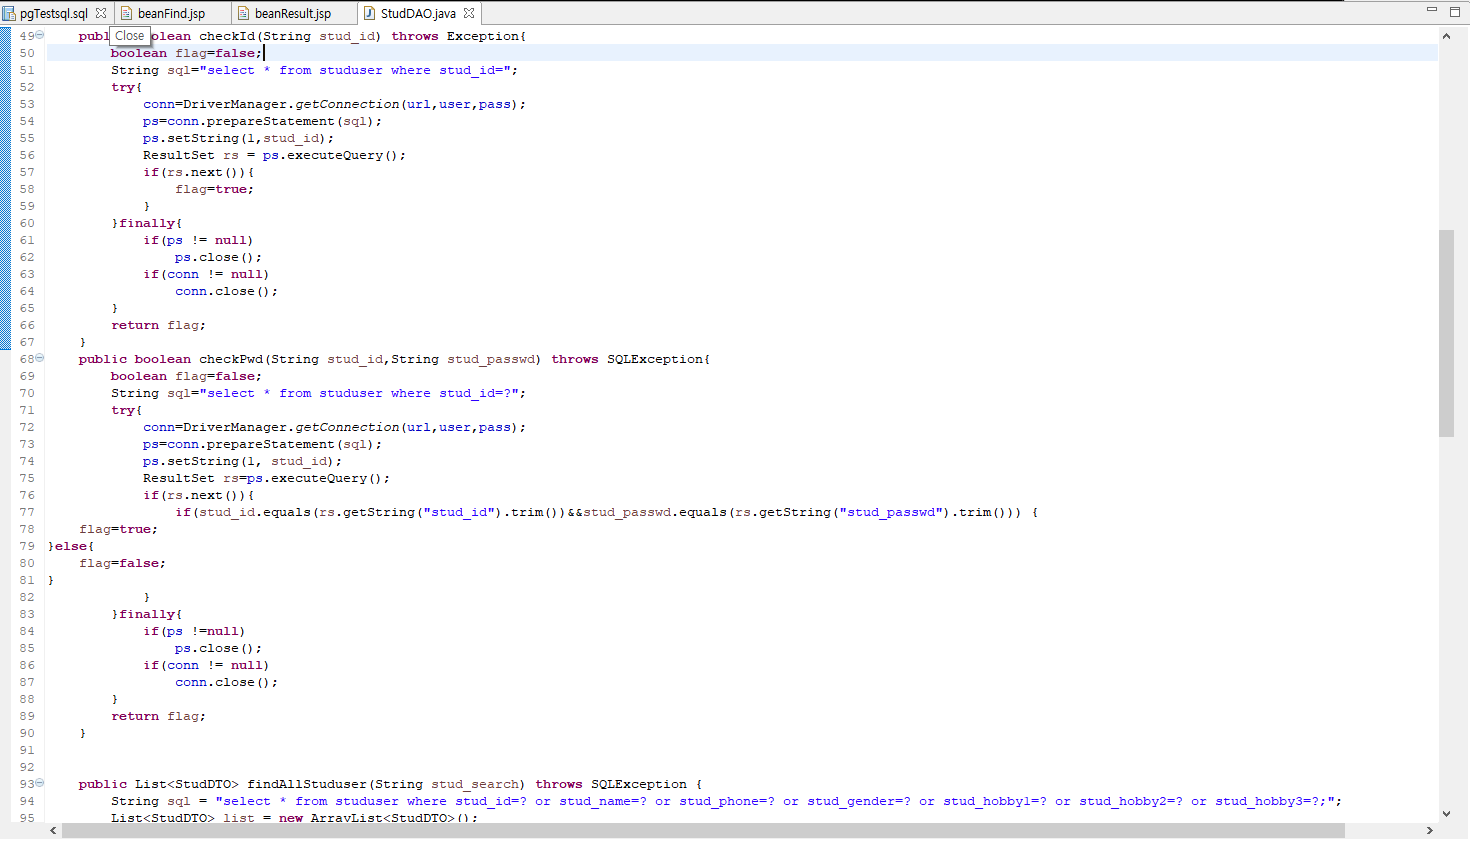 pgTestsql.sql beanFind.jsp beanResult.jsp StudDAO.java
Close
49 publ olean checkId(String stud_id) throws Exception{
50 boolean flag=false;
51 String sql="select * from studuser where stud_id=";
52 try{
53 conn=DriverManager.getConnection(url,user,pass);
54 ps=conn.prepareStatement(sql);
55 ps.setString(1,stud_id);
56 ResultSet rs = ps.executeQuery();
57 if(rs.next()){
58 flag=true;
59 }
60 }finally{
61 if(ps != null)
62 ps.close();
63 if(conn != null)
64 conn.close();
65 }
66 return flag;
67 }
68 public boolean checkPwd(String stud_id,String stud_passwd) throws SQLException{
69 boolean flag=false;
70 String sql="select * from studuser where stud_id=?";
71 try{
72 conn=DriverManager.getConnection(url,user,pass);
73 ps=conn.prepareStatement(sql);
74 ps.setString(1, stud_id);
75 ResultSet rs=ps.executeQuery();
76 if(rs.next()){
77 if(stud_id.equals(rs.getString("stud_id").trim())&&stud_passwd.equals(rs.getString("stud_passwd").trim())) {
78 flag=true;
79 }else{
80 flag=false;
81 }
82 }
83 }finally{
84 if(ps !=null)
85 ps.close();
86 if(conn != null)
87 conn.close();
88 }
89 return flag;
90 }
91
92
93 public List<StudDTO> findAllStuduser(String stud_search) throws SQLException {
94 String sql = "select * from studuser where stud_id=? or stud_name=? or stud_phone=? or stud_gender=? or stud_hobby1=? or stud_hobby2=? or stud_hobby3=?;";
95 List<StudDTO> list = new ArrayList<StudDTO>();